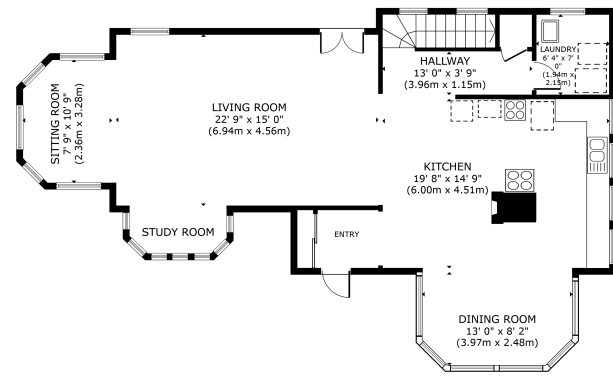 SITTING ROOM
7' 9" x 10' 9"
(2.36m x 3.28m)
LIVING ROOM
22' 9" x 15' 0"
(6.94m x 4.56m)
STUDY ROOM
HALLWAY
13' 0" x 3' 9"
(3.96m x 1.15m)
LAUNDRY
6' 4" x 7'
0"
(1.94m x
2.15m)
KITCHEN
19' 8" x 14' 9"
(6.00m x 4.51m)
ENTRY
DINING ROOM
13' 0" x 8' 2"
(3.97m x 2.48m)